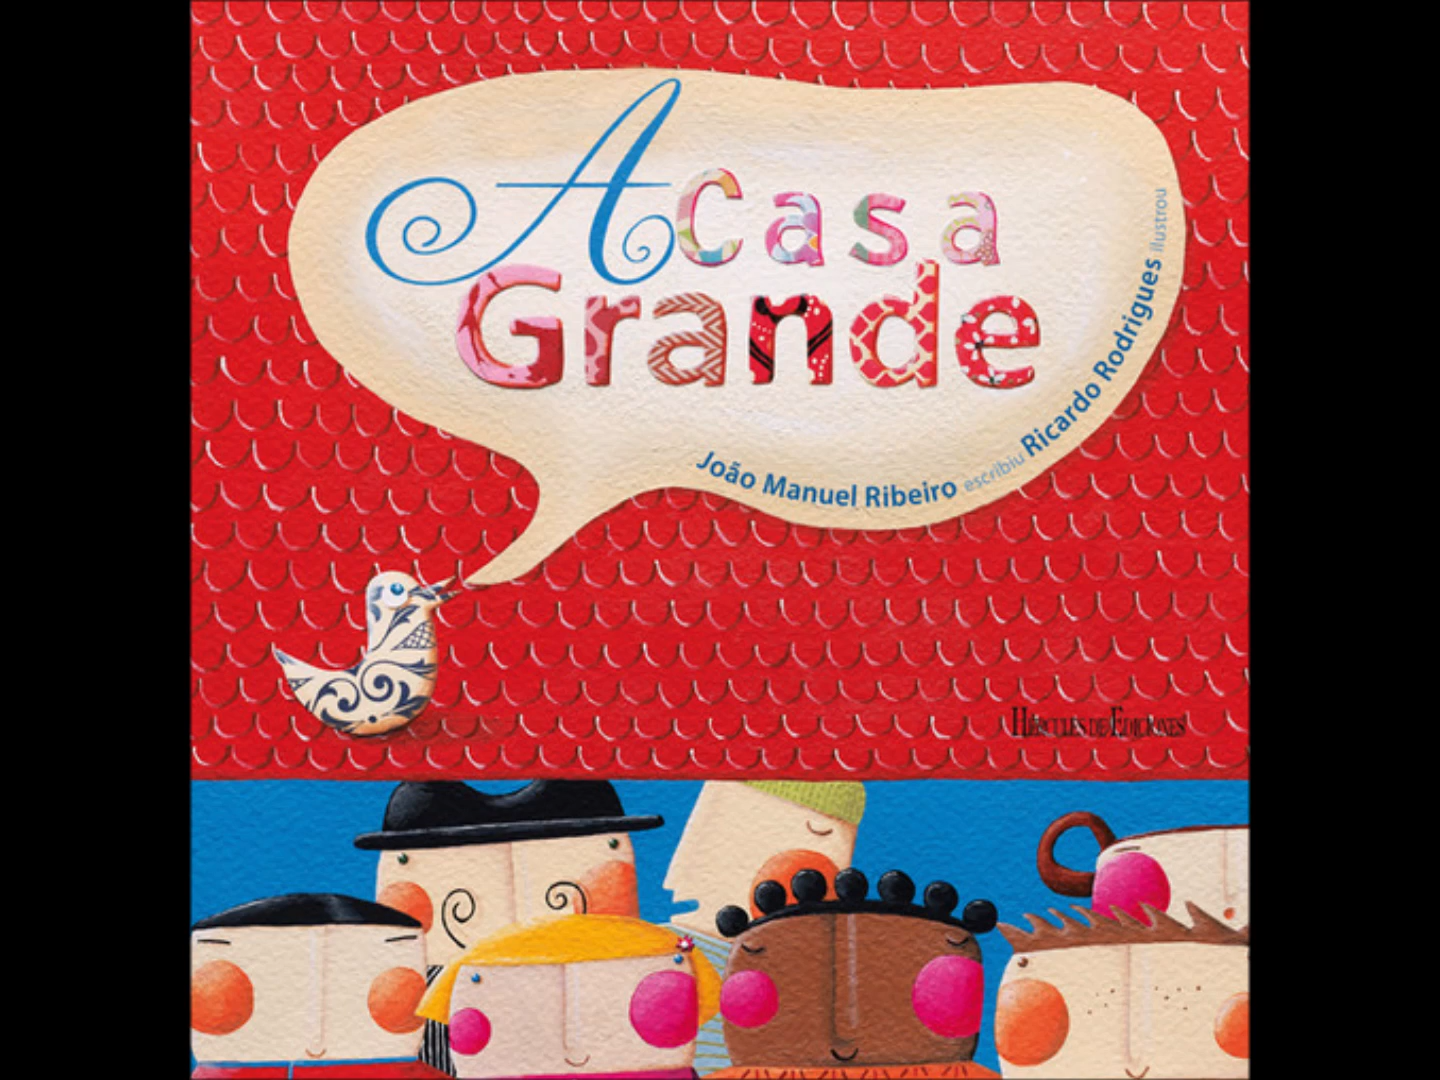 A Casa
Grande
João Manuel Ribeiro escribiu Ricardo Rodrigues ilustrou
Hércules de Ediciones